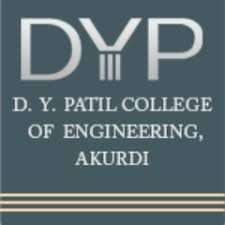 DYP
D. Y. PATIL COLLEGE
OF ENGINEERING,
AKURDI